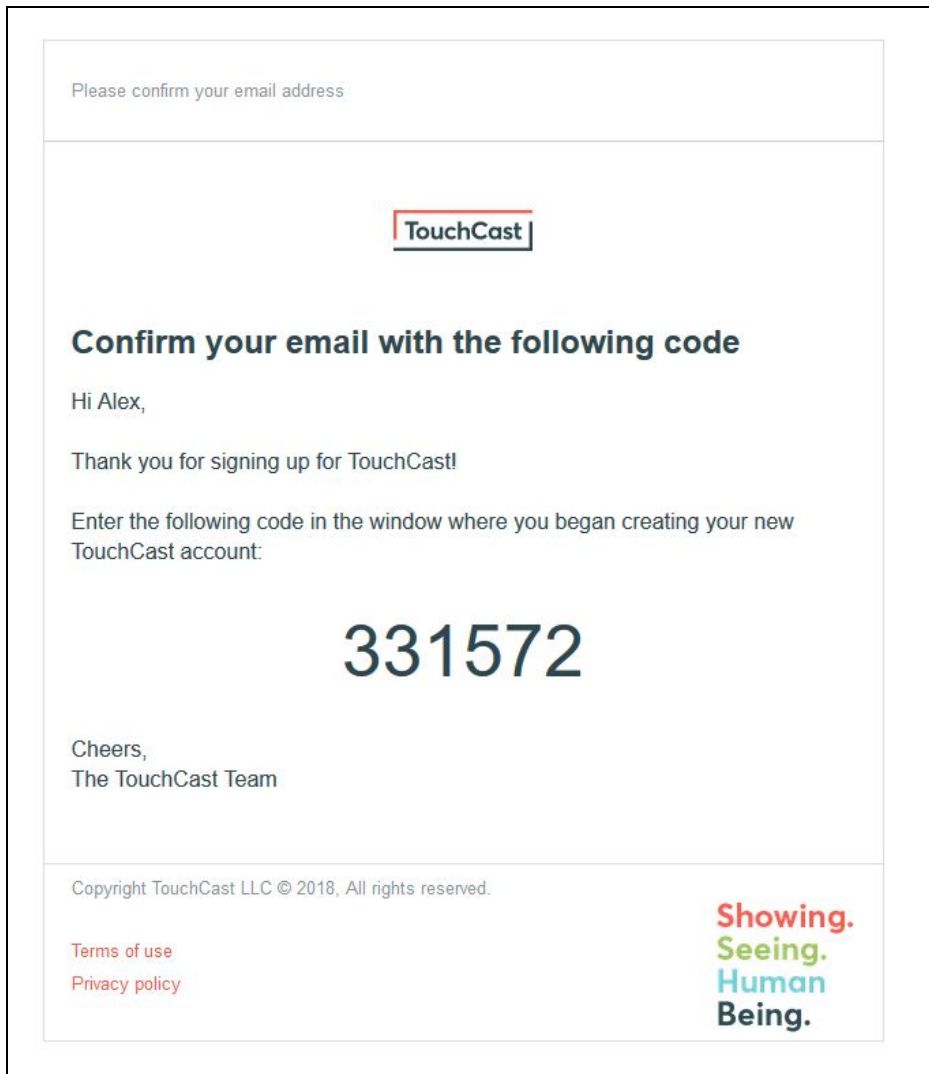 Please confirm your email address
TouchCast
Confirm your email with the following code
Hi Alex,
Thank you for signing up for TouchCast!
Enter the following code in the window where you began creating your new
TouchCast account:
331572
Cheers,
The TouchCast Team
Copyright TouchCast LLC © 2018, All rights reserved.
Terms of use
Privacy policy
Showing.
Seeing.
Human
Being.